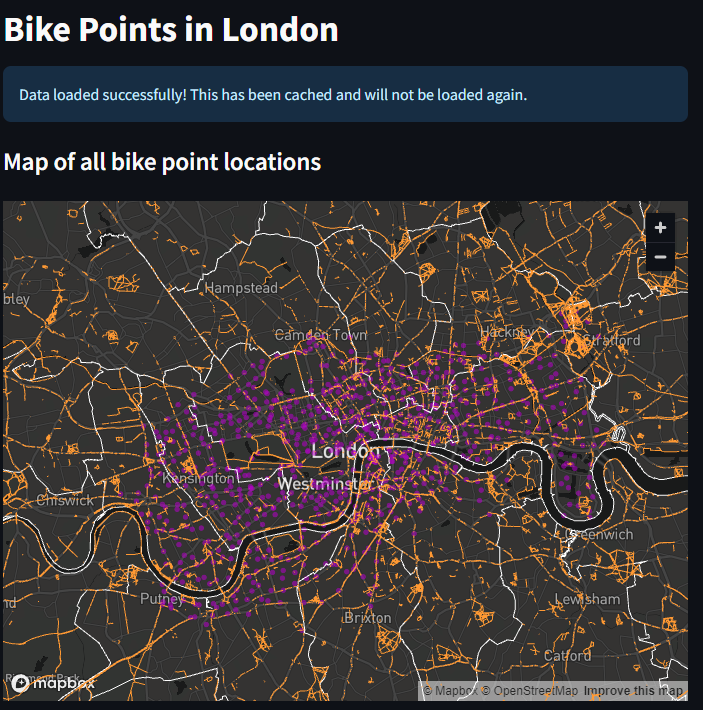 Bike Points in London
Data loaded successfully! This has been cached and will not be loaded again.
Map of all bike point locations
+
−
Hampstead
bley
Camden Town
Hackney
Stratford
London
Kensington
Westminster
Chiswick
Greenwich
Putney
nd
Lewisham
Brixton
Catford
Park
mapbox
© Mapbox © OpenStreetMap Improve this map